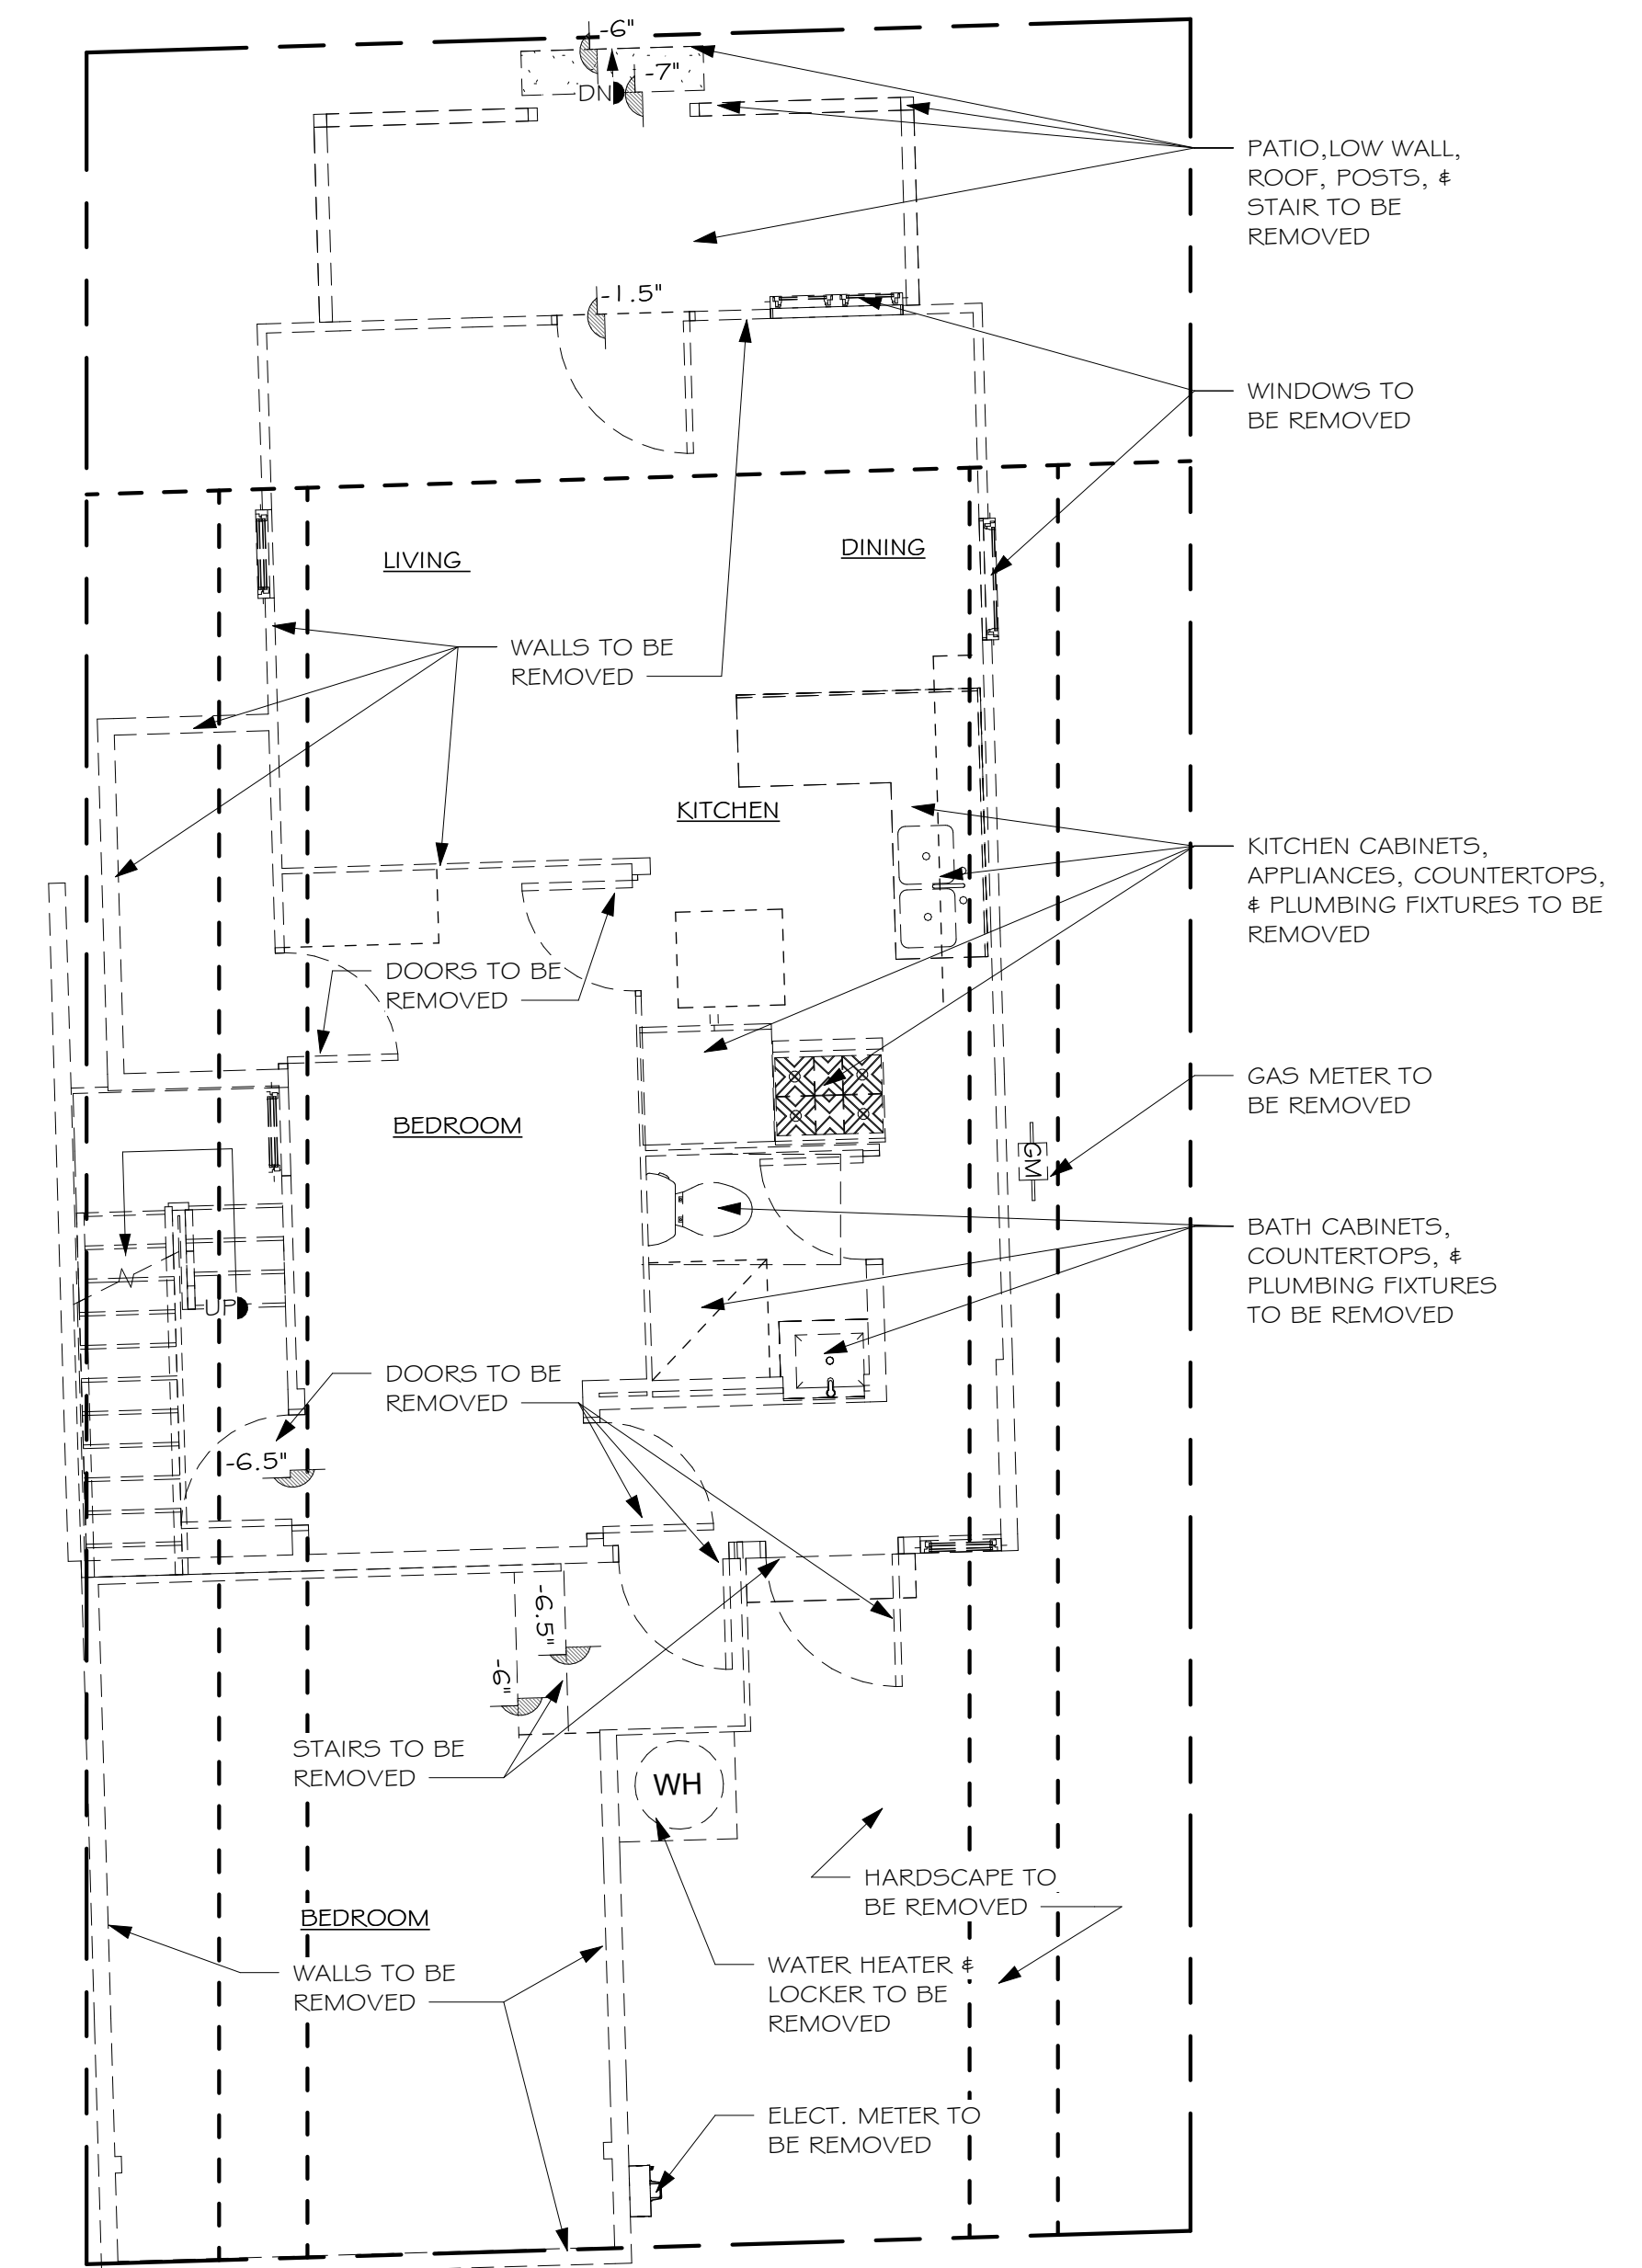 -6"
-7"
DN
PATIO,LOW WALL,
ROOF, POSTS, &
STAIR TO BE
REMOVED
-1.5"
WINDOWS TO
BE REMOVED
LIVING
DINING
WALLS TO BE
REMOVED
KITCHEN
KITCHEN CABINETS,
APPLIANCES, COUNTERTOPS,
& PLUMBING FIXTURES TO BE
REMOVED
DOORS TO BE
REMOVED
GAS METER TO
BE REMOVED
BEDROOM
GM
BATH CABINETS,
COUNTERTOPS, &
PLUMBING FIXTURES
TO BE REMOVED
UP
DOORS TO BE
REMOVED
-6.5"
-6.5"
-6"
STAIRS TO BE
REMOVED
WH
HARDSCAPE TO
BE REMOVED
BEDROOM
WALLS TO BE
REMOVED
WATER HEATER &
LOCKER TO BE
REMOVED
ELECT. METER TO
BE REMOVED